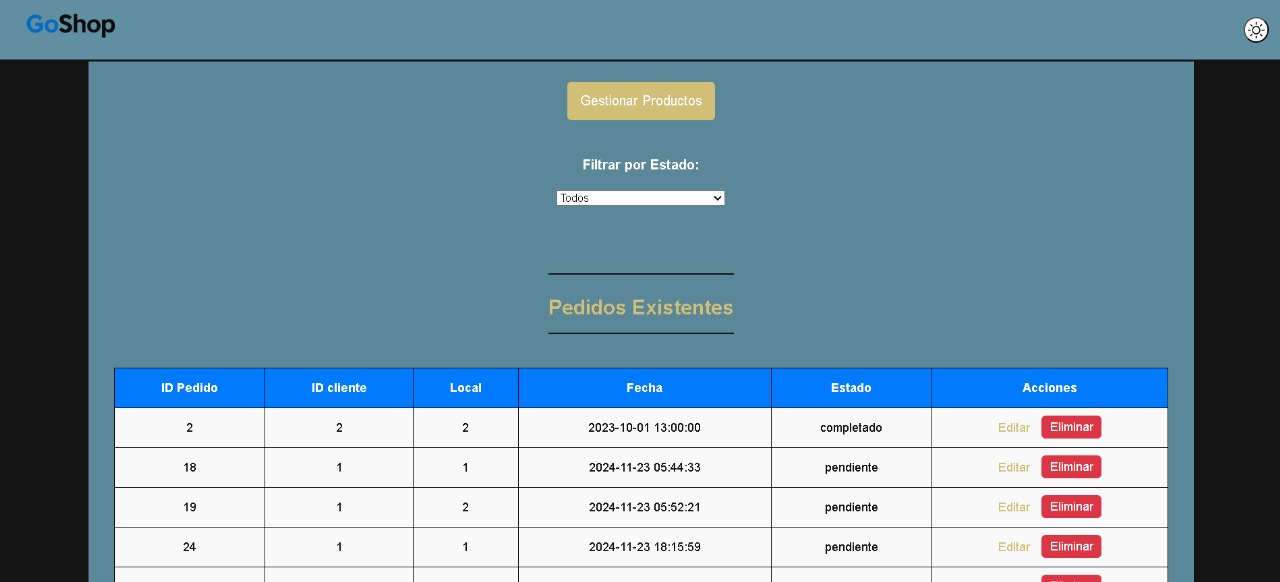 GoShop
Gestionar Productos
Filtrar por Estado:
Todos
Pedidos Existentes
ID Pedido ID cliente Local Fecha Estado Acciones
2 2 2 2023-10-01 13:00:00 completado Editar Eliminar
18 1 1 2024-11-23 05:44:33 pendiente Editar Eliminar
19 1 2 2024-11-23 05:52:21 pendiente Editar Eliminar
24 1 1 2024-11-23 18:15:59 pendiente Editar Eliminar